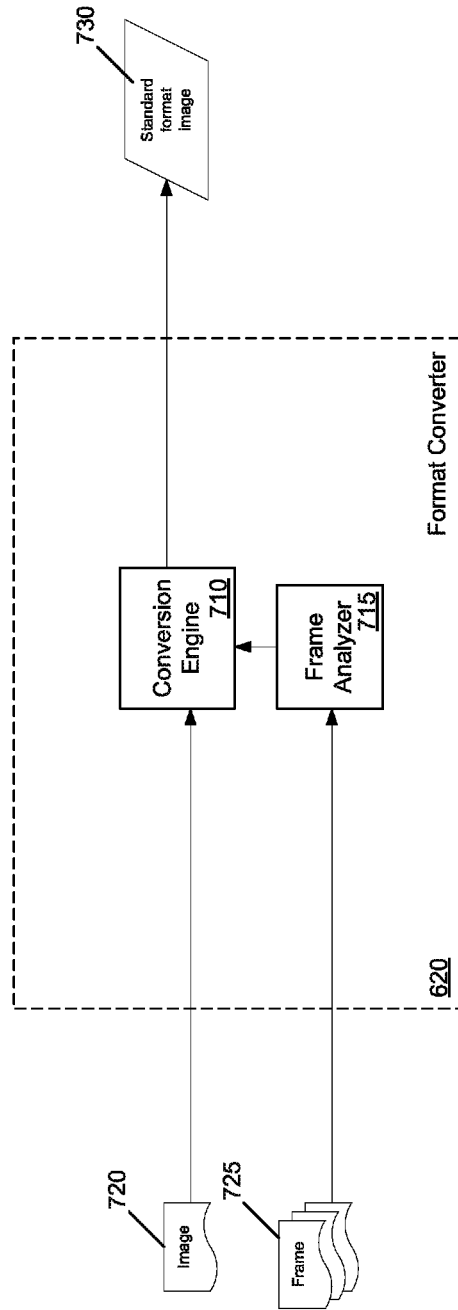 720
Image
725
Frame
620
Format Converter
Conversion
Engine
710
Frame
Analyzer
715
730
Standard
format
image